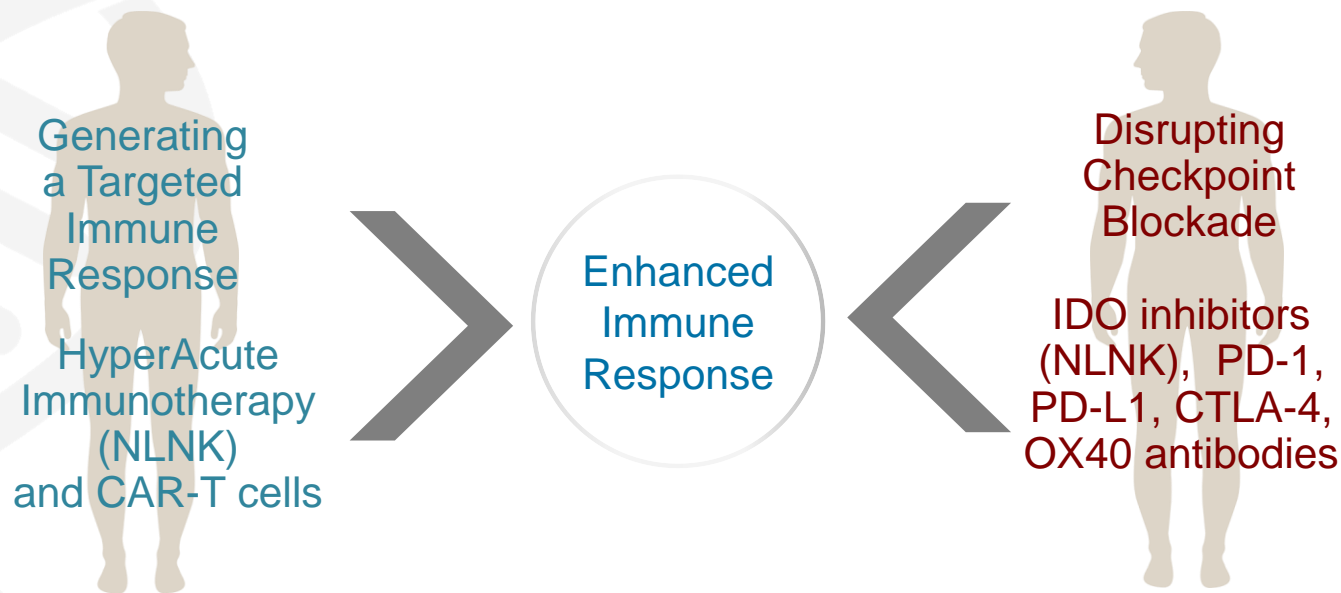 Generating
a Targeted
Immune
Response
HyperAcute
Immunotherapy
(NLNK)
and CAR-T cells
Enhanced
Immune
Response
Disrupting
Checkpoint
Blockade
IDO inhibitors
(NLNK), PD-1,
PD-L1, CTLA-4,
OX40 antibodies